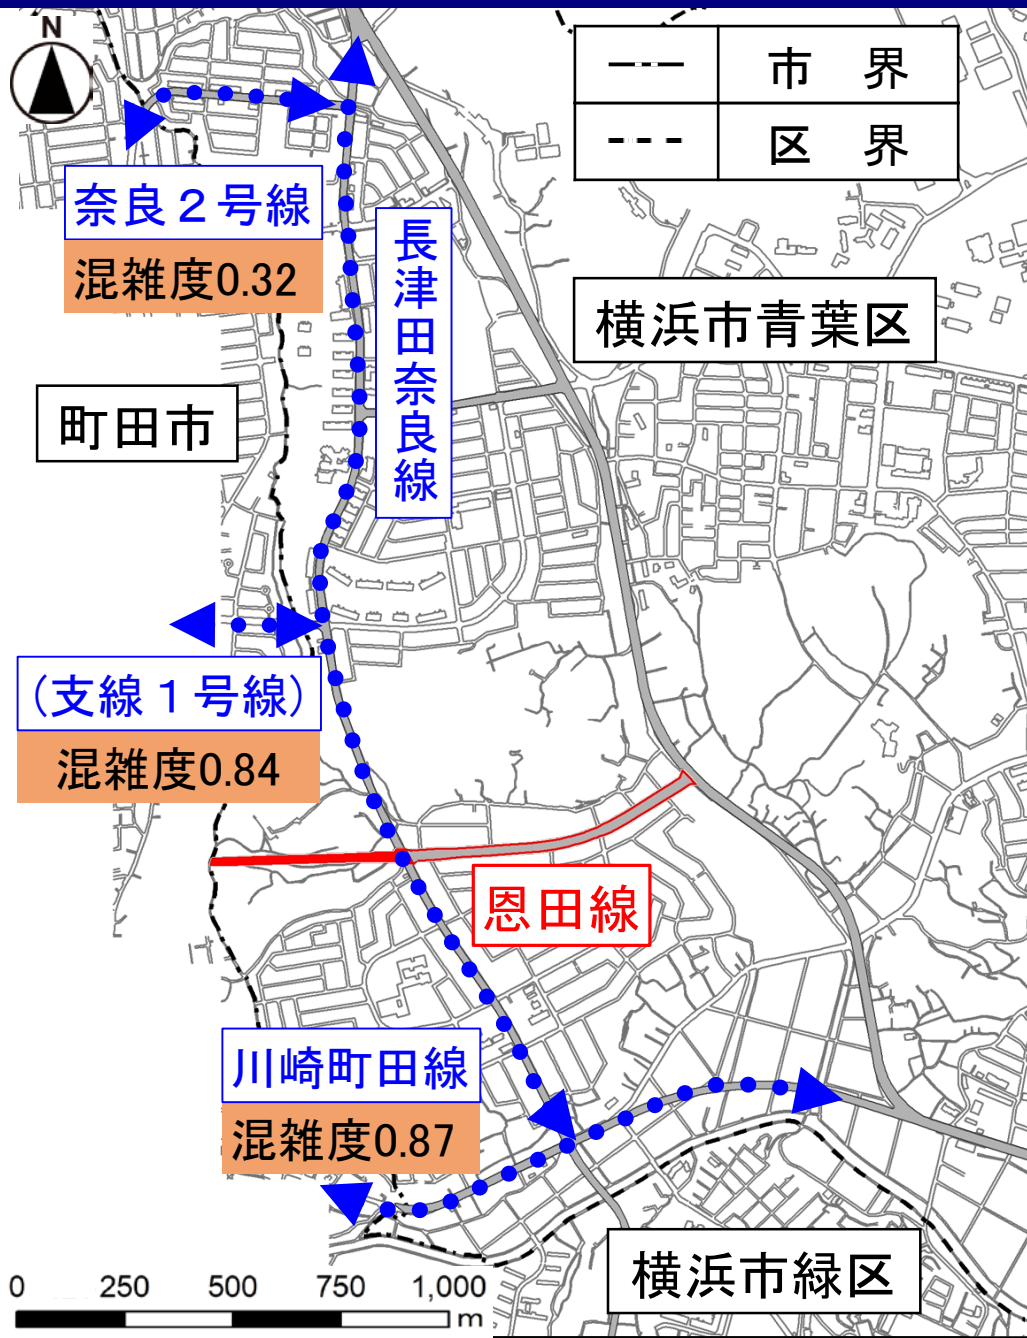 N
市　界
区　界
奈良２号線
混雑度0.32
長津田奈良線
横浜市青葉区
町田市
(支線１号線)
混雑度0.84
恩田線
川崎町田線
混雑度0.87
横浜市緑区
0 250 500 750 1,000
m